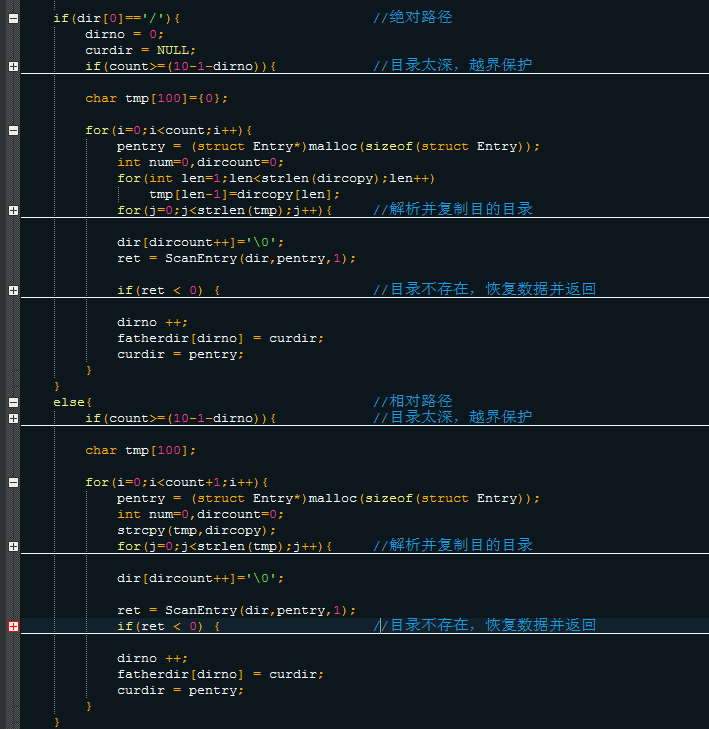 if(dir[0]=='/'){ //绝对路径
dirno = 0;
curdir = NULL;
if(count>=(10-1-dirno)){ //目录太深，越界保护
char tmp[100]={0};
for(i=0;i<count;i++){
pentry = (struct Entry*)malloc(sizeof(struct Entry));
int num=0,dircount=0;
for(int len=1;len<strlen(dircopy);len++)
tmp[len-1]=dircopy[len];
for(j=0;j<strlen(tmp);j++){ //解析并复制目的目录
dir[dircount++]='\0';
ret = ScanEntry(dir,pentry,1);
if(ret < 0) { //目录不存在，恢复数据并返回
dirno ++;
fatherdir[dirno] = curdir;
curdir = pentry;
}
}
else{ //相对路径
if(count>=(10-1-dirno)){ //目录太深，越界保护
char tmp[100];
for(i=0;i<count+1;i++){
pentry = (struct Entry*)malloc(sizeof(struct Entry));
int num=0,dircount=0;
strcpy(tmp,dircopy);
for(j=0;j<strlen(tmp);j++){ //解析并复制目的目录
dir[dircount++]='\0';
ret = ScanEntry(dir,pentry,1);
if(ret < 0) { //目录不存在，恢复数据并返回
dirno ++;
fatherdir[dirno] = curdir;
curdir = pentry;
}
}